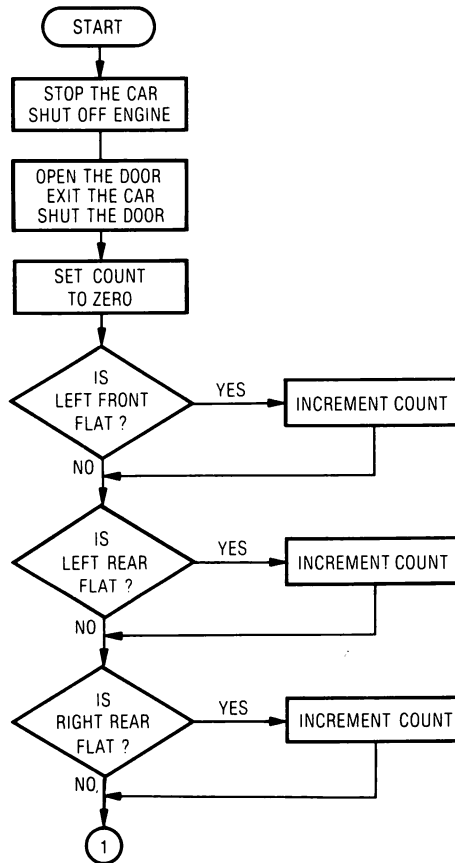 START
STOP THE CAR
SHUT OFF ENGINE
OPEN THE DOOR
EXIT THE CAR
SHUT THE DOOR
SET COUNT
TO ZERO
IS
LEFT FRONT
FLAT ?
YES
INCREMENT COUNT
NO
IS
LEFT REAR
FLAT ?
YES
INCREMENT COUNT
NO
IS
RIGHT REAR
FLAT ?
YES
INCREMENT COUNT
NO,
1